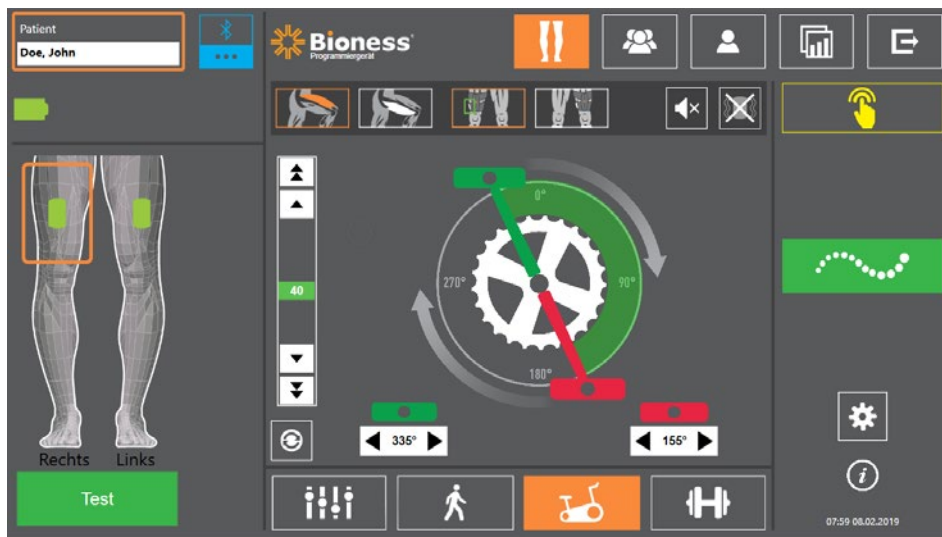 Patient
Doe, John
Bioness
Programmiergerät
0°
90°
180°
270°
40
335°
155°
Rechts Links
Test
07:59 08.02.2019